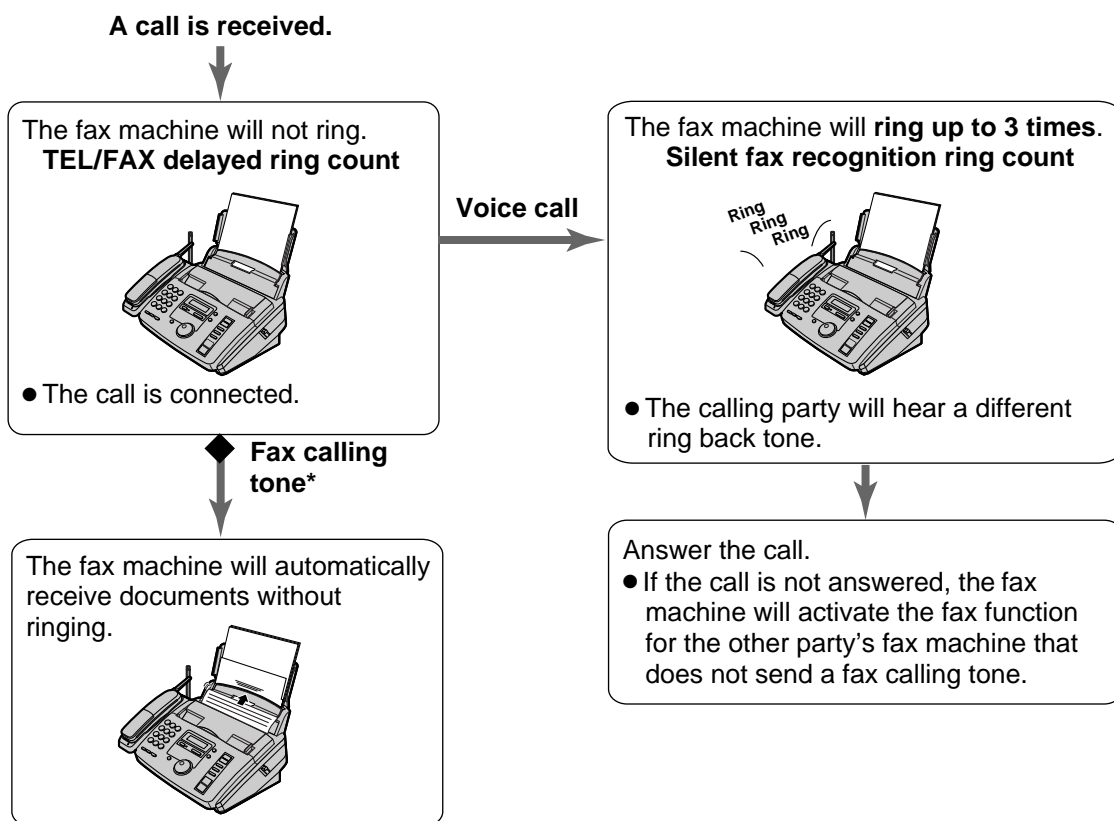 A call is received.
The fax machine will not ring.
TEL/FAX delayed ring count
● The call is connected.
Voice call
The fax machine will ring up to 3 times.
Silent fax recognition ring count
Ring
Ring
Ring
● The calling party will hear a different
ring back tone.
Fax calling
tone*
The fax machine will automatically
receive documents without
ringing.
Answer the call.
● If the call is not answered, the fax
machine will activate the fax function
for the other party’s fax machine that
does not send a fax calling tone.